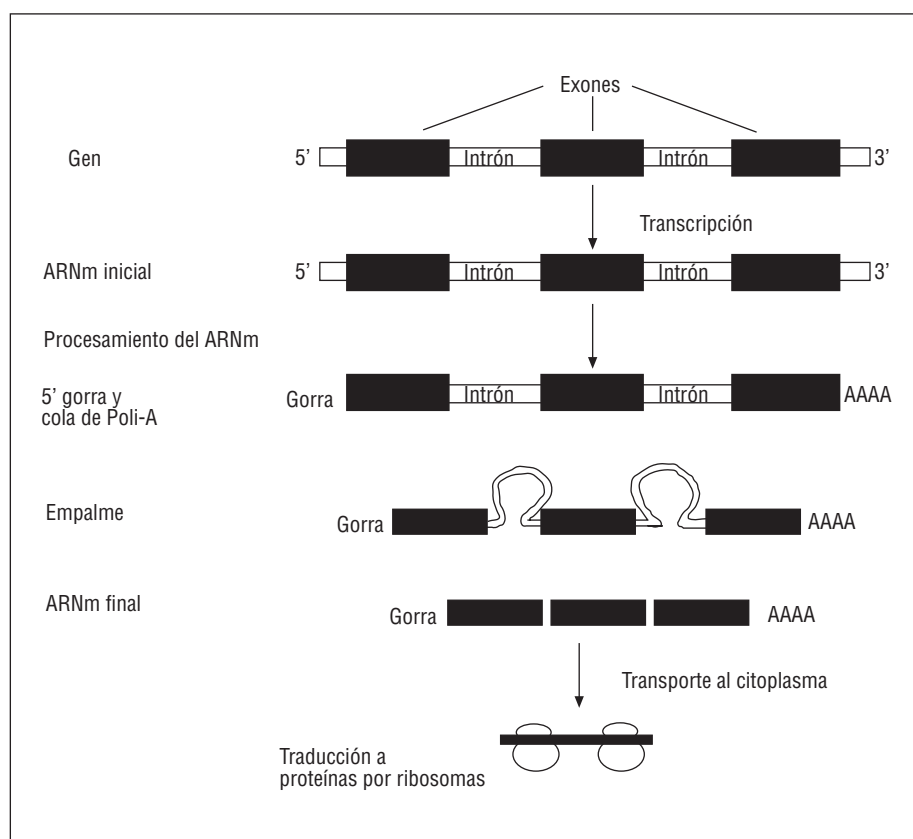 Exones
Gen
5’ Intrón Intrón 3’
Transcripción
ARNm inicial
5’ Intrón Intrón 3’
Procesamiento del ARNm
5’ gorra y
cola de Poli-A
Gorra Intrón Intrón AAAA
Empalme
Gorra AAAA
ARNm final
Gorra AAAA
Transporte al citoplasma
Traducción a
proteínas por ribosomas